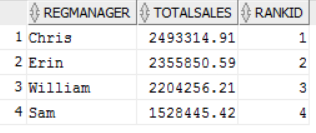 REGMANAGER TOTALSALES RANKID
1 Chris 2493314.91 1
2 Erin 2355850.59 2
3 William 2204256.21 3
4 Sam 1528445.42 4